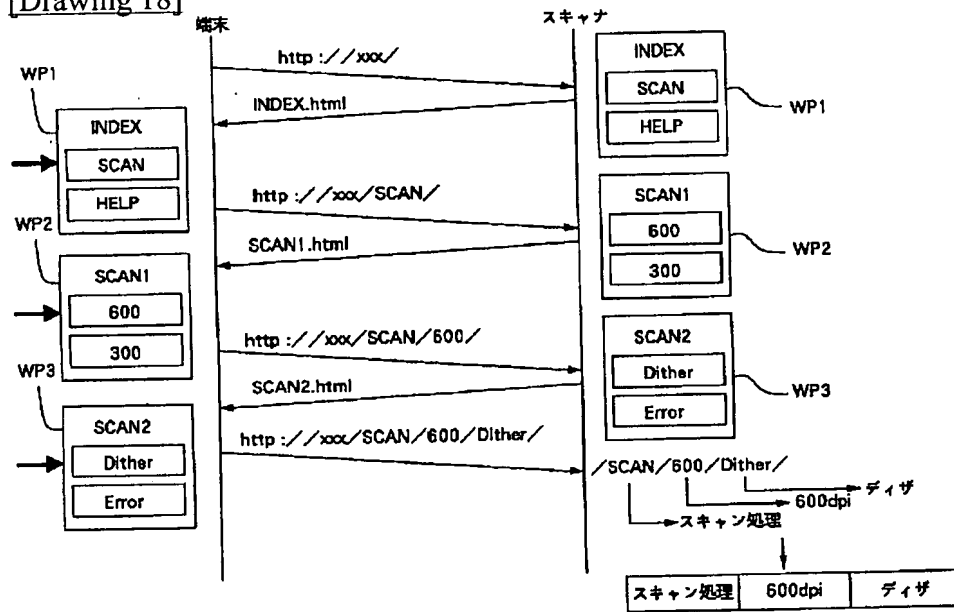 [Drawing 18]
端末
スキャナ
http://xxx/
INDEX.html
WP1
INDEX
SCAN
HELP
INDEX
SCAN
HELP
WP1
http://xxx/SCAN/
SCAN1.html
WP2
SCAN1
600
300
SCAN1
600
300
WP2
http://xxx/SCAN/600/
SCAN2.html
WP3
SCAN2
Dither
Error
SCAN2
Dither
Error
WP3
http://xxx/SCAN/600/Dither/
/SCAN/600/Dither/
ディザ
600dpi
スキャン処理
スキャン処理 600dpi ディザ